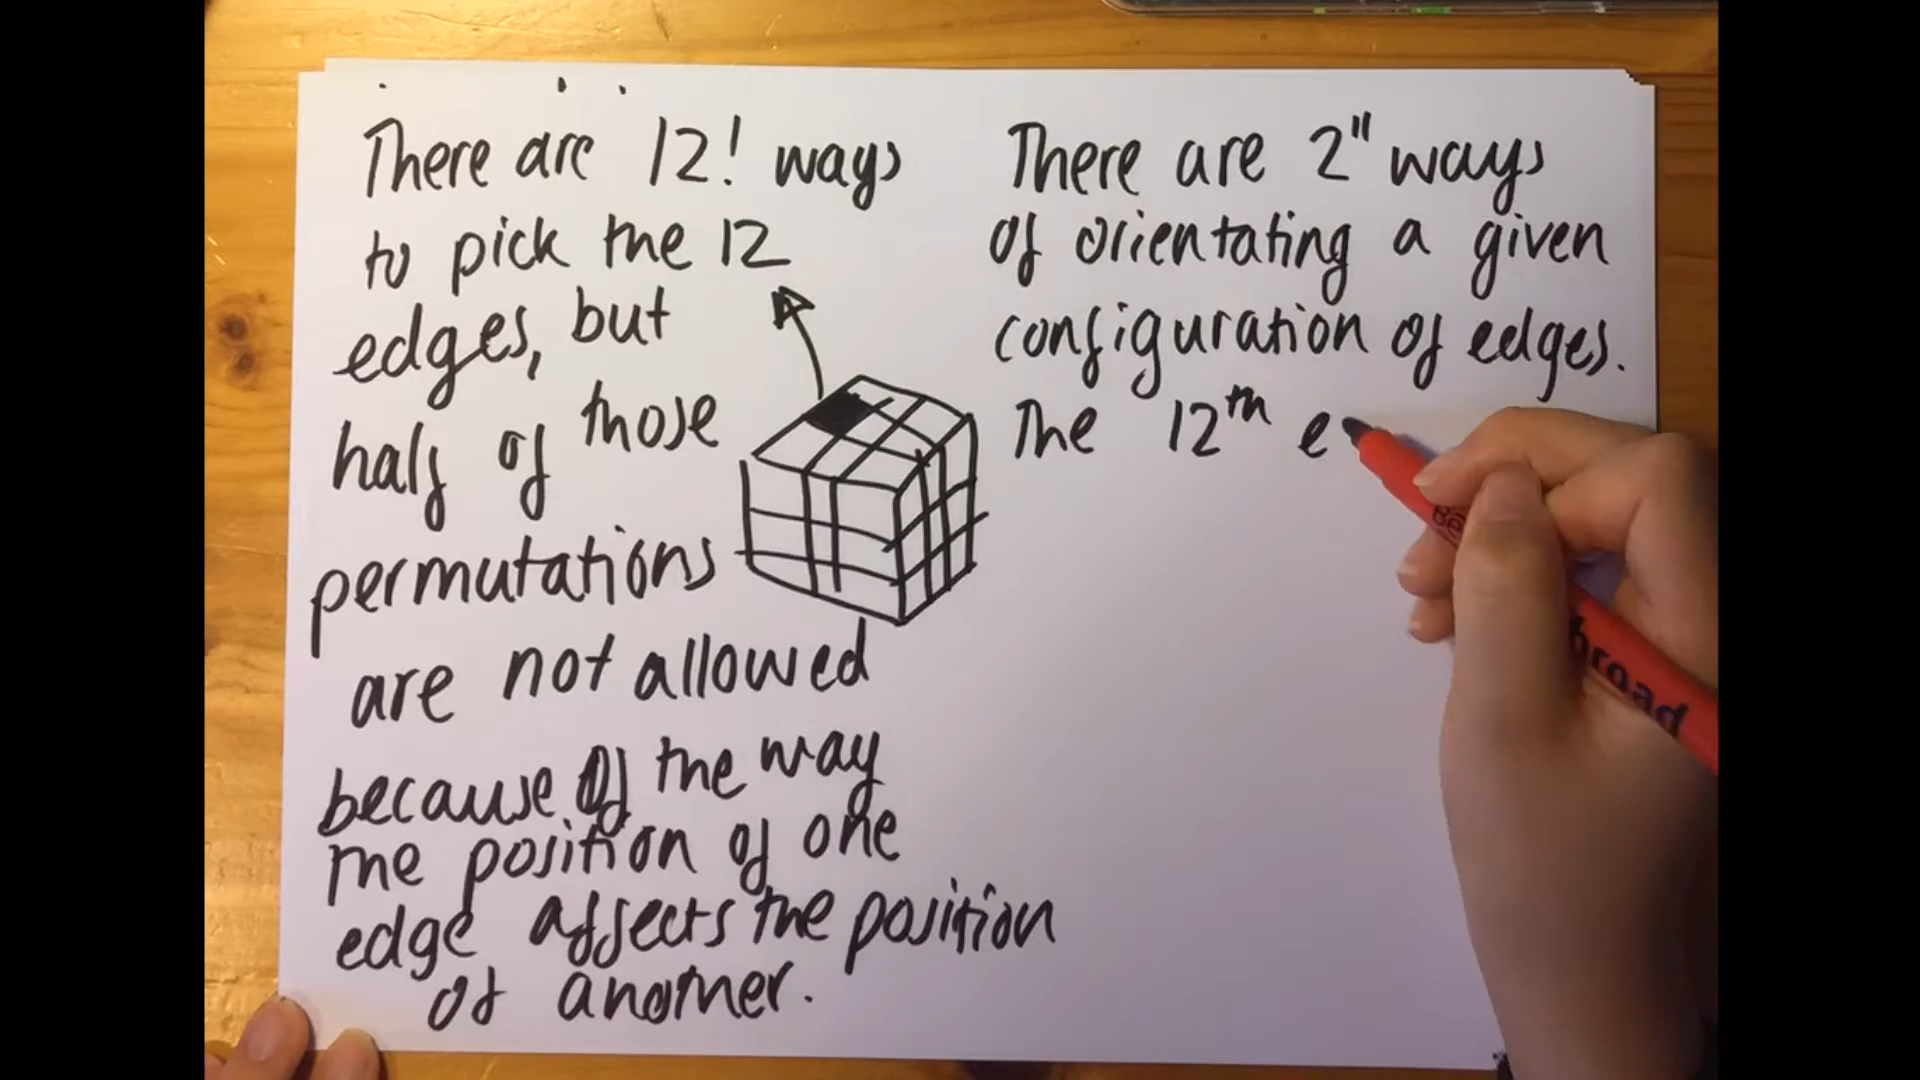 There are 12! ways
to pick the 12
edges, but
half of those
permutations
are not allowed
because of the way
the position of one
edge affects the position
of another.
There are 2¹¹ ways
of orientating a given
configuration of edges.
The 12th e
broad